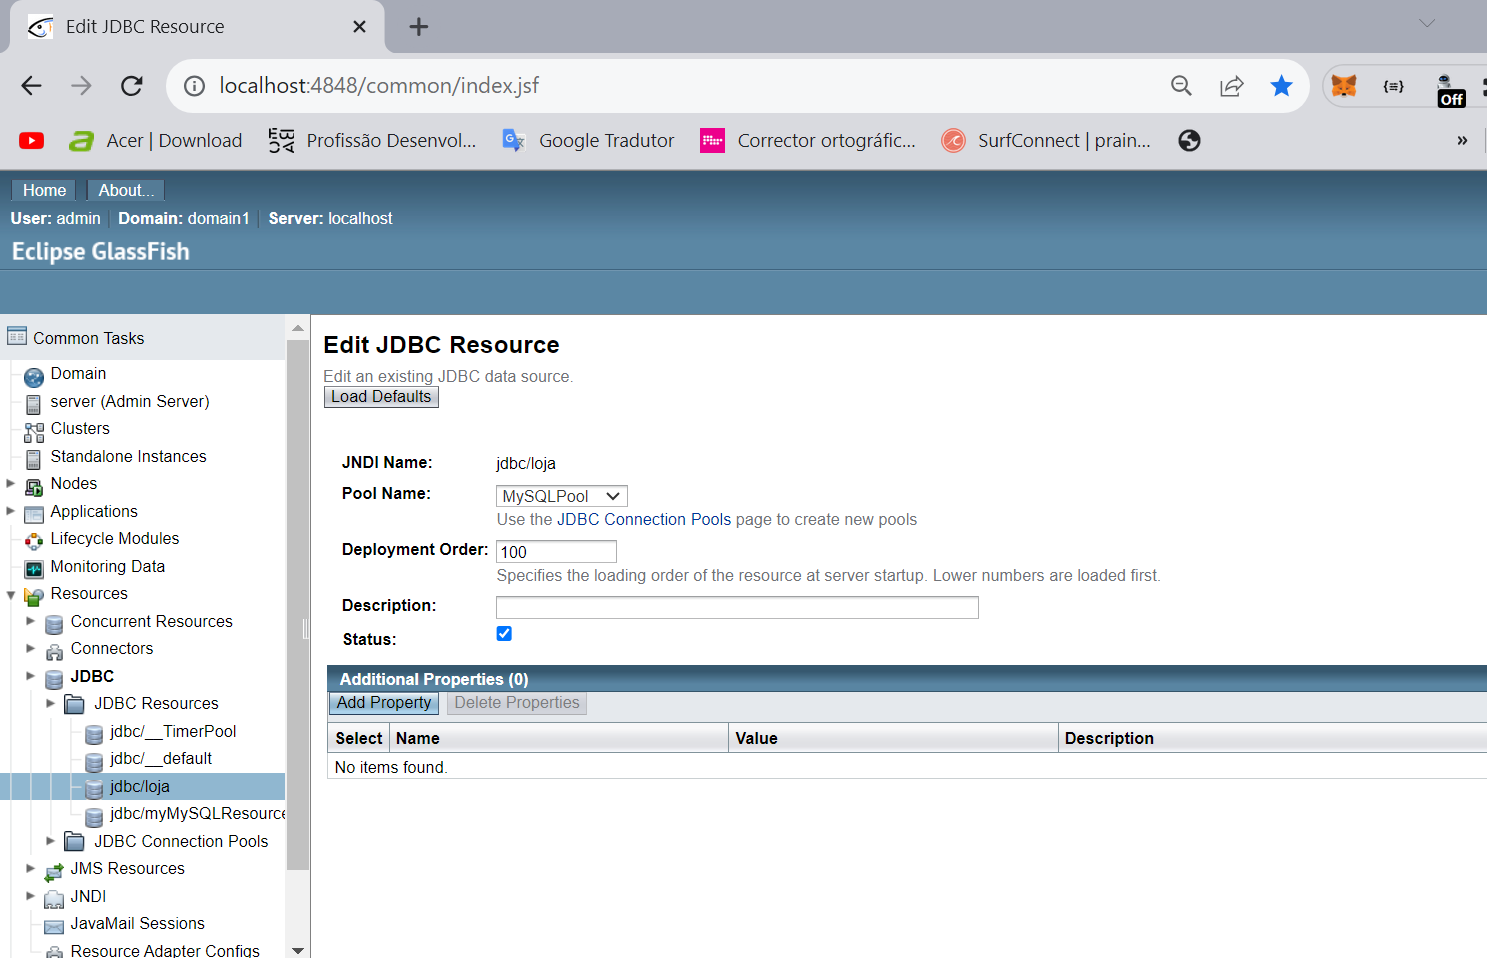 Edit JDBC Resource
localhost:4848/common/index.jsf
Off
Acer | Download
Profissão Desenvol...
Google Tradutor
Corrector ortográfic...
SurfConnect | prain...
»
Home About...
User: admin Domain: domain1 Server: localhost
Eclipse GlassFish
Common Tasks
Domain
server (Admin Server)
Clusters
Standalone Instances
Nodes
Applications
Lifecycle Modules
Monitoring Data
Resources
Concurrent Resources
Connectors
JDBC
JDBC Resources
jdbc/__TimerPool
jdbc/__default
jdbc/loja
jdbc/myMySQLResource
JDBC Connection Pools
JMS Resources
JNDI
JavaMail Sessions
Resource Adapter Configs
Edit JDBC Resource
Edit an existing JDBC data source.
Load Defaults
JNDI Name: jdbc/loja
Pool Name: MySQLPool
Use the JDBC Connection Pools page to create new pools
Deployment Order: 100
Specifies the loading order of the resource at server startup. Lower numbers are loaded first.
Description:
Status:
Additional Properties (0)
Add Property Delete Properties
Select Name Value Description
No items found.